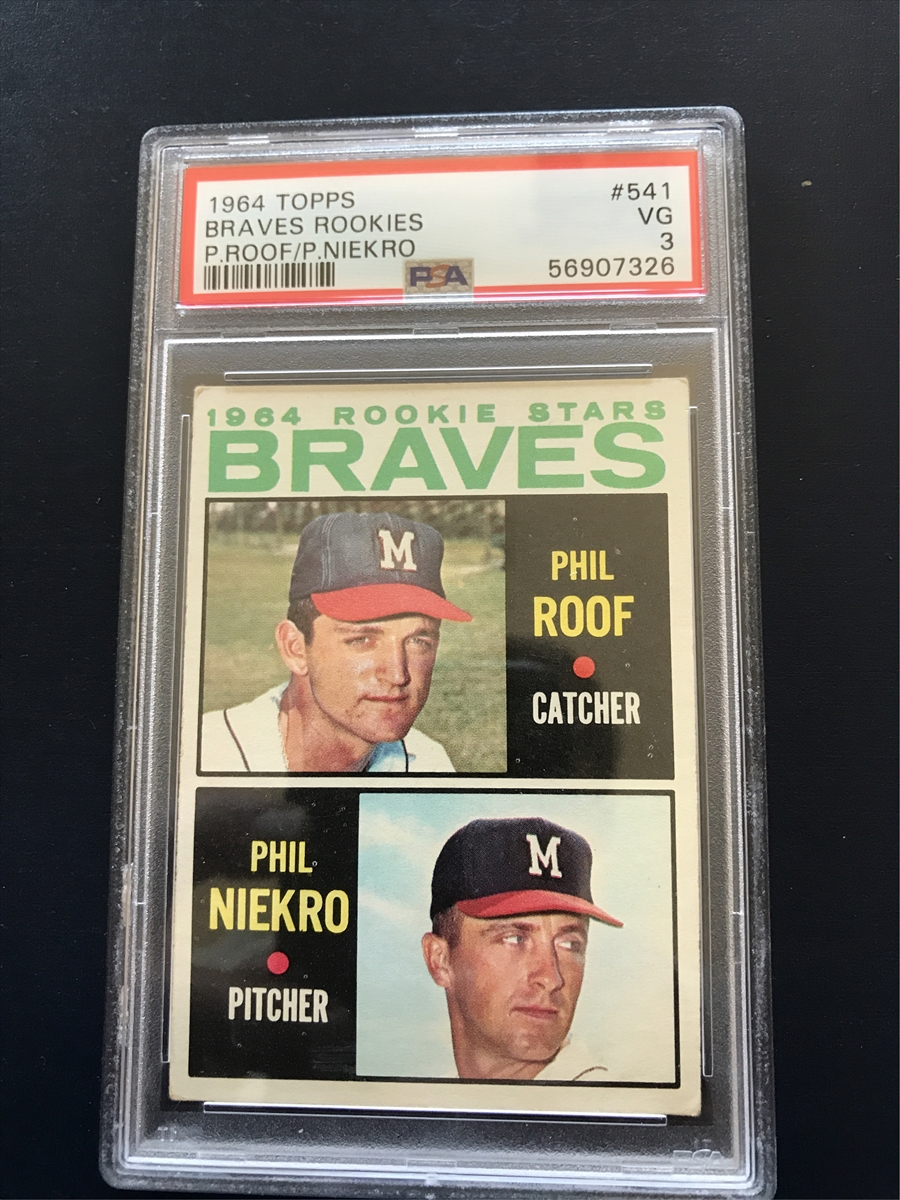 1964 TOPPS #541
BRAVES ROOKIES VG
P.ROOF/P.NIEKRO 3
PSA 56907326
1964 ROOKIE STARS
BRAVES
M
PHIL
ROOF
CATCHER
M
PHIL
NIEKRO
PITCHER